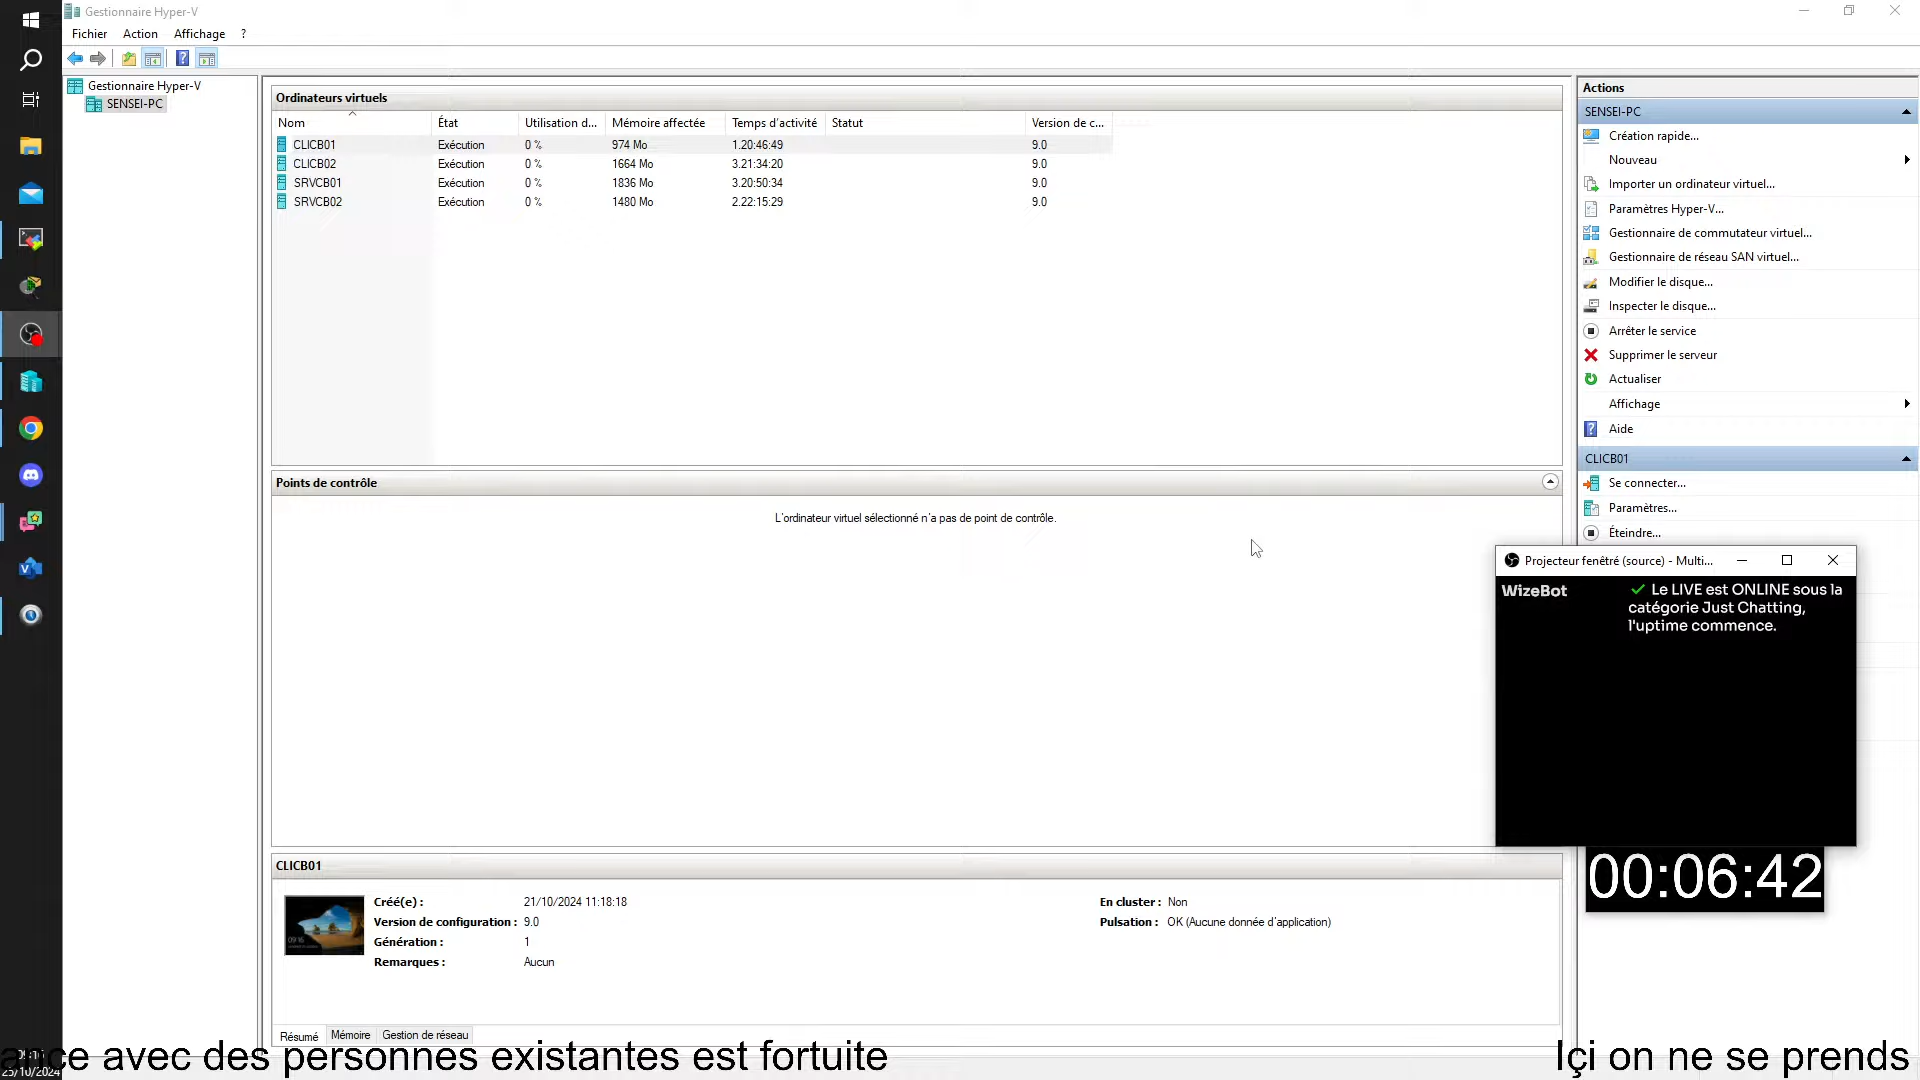 Gestionnaire Hyper-V
Fichier Action Affichage ?
Gestionnaire Hyper-V
SENSEI-PC
Ordinateurs virtuels
Nom État Utilisation d... Mémoire affectée Temps d'activité Statut Version de c...
CLICB01 Exécution 0 % 974 Mo 1.20:46:49 9.0
CLICB02 Exécution 0 % 1664 Mo 3.21:34:20 9.0
SRVCB01 Exécution 0 % 1836 Mo 3.20:50:34 9.0
SRVCB02 Exécution 0 % 1480 Mo 2.22:15:29 9.0
Points de contrôle
L'ordinateur virtuel sélectionné n'a pas de point de contrôle.
CLICB01
Créé(e) : 21/10/2024 11:18:18 En cluster : Non
Version de configuration : 9.0 Pulsation : OK (Aucune donnée d'application)
Génération : 1
Remarques : Aucun
09:16
Résumé Mémoire Gestion de réseau
Actions
SENSEI-PC
Création rapide...
Nouveau
Importer un ordinateur virtuel...
Paramètres Hyper-V...
Gestionnaire de commutateur virtuel...
Gestionnaire de réseau SAN virtuel...
Modifier le disque...
Inspecter le disque...
Arrêter le service
Supprimer le serveur
Actualiser
Affichage
Aide
CLICB01
Se connecter...
Paramètres...
Éteindre...
Projecteur fenêtré (source) - Multi...
WizeBot
Le LIVE est ONLINE sous la
catégorie Just Chatting,
l'uptime commence.
00:06:42
ance avec des personnes existantes est fortuite
Içi on ne se prends
25/10/2024